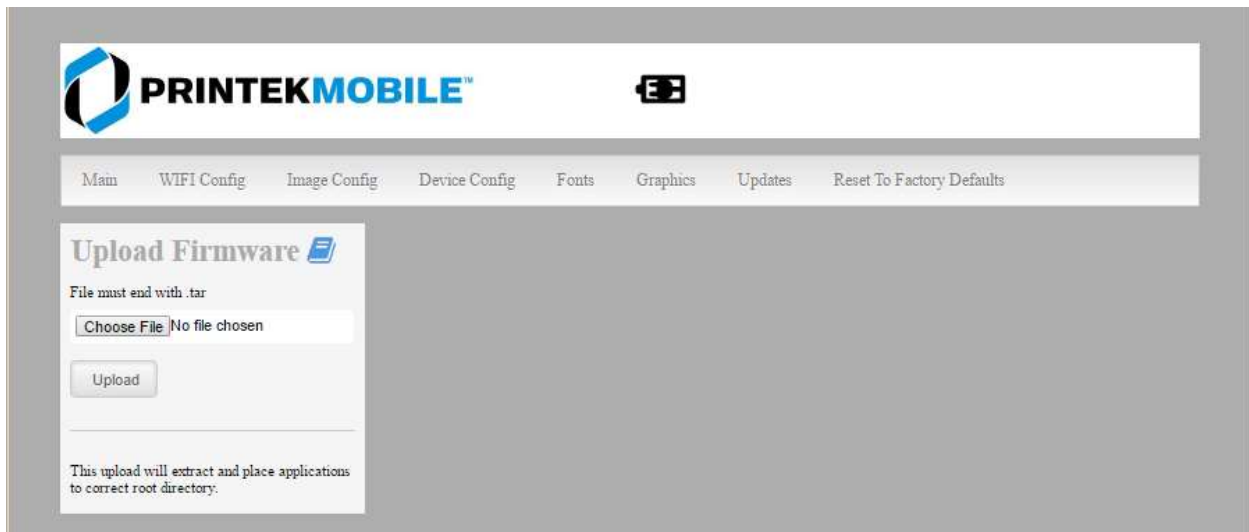 PRINTEKMOBILE™
Main WIFI Config Image Config Device Config Fonts Graphics Updates Reset To Factory Defaults
Upload Firmware
File must end with .tar
Choose File No file chosen
Upload
This upload will extract and place applications
to correct root directory.